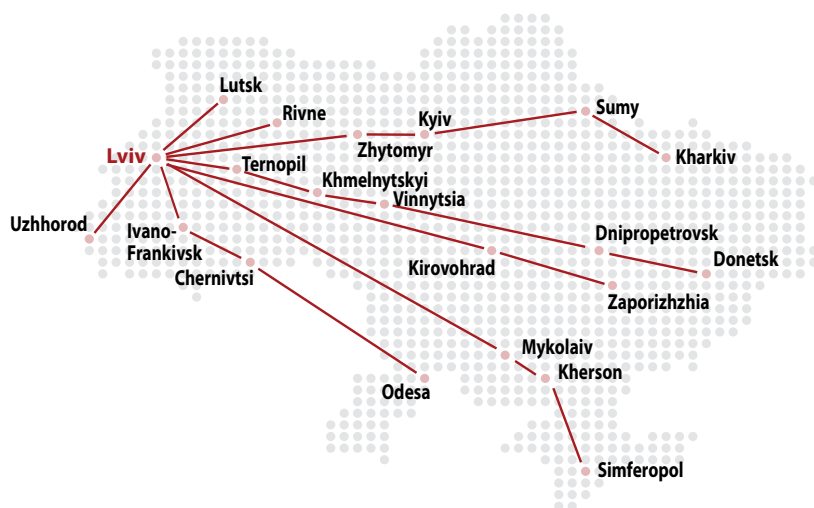 Lutsk
Rivne
Kyiv
Sumy
Zhytomyr
Lviv
Kharkiv
Ternopil
Khmelnytskyi
Vinnytsia
Uzhhorod
Ivano-
Frankivsk
Dnipropetrovsk
Donetsk
Chernivtsi
Kirovohrad
Zaporizhzhia
Mykolaiv
Kherson
Odesa
Simferopol